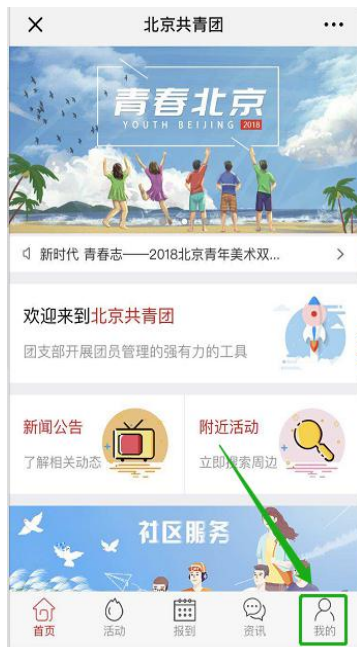 北京共青团
青春北京
YOUTH BEIJING 2018
新时代 青春志——2018北京青年美术双...
欢迎来到北京共青团
团支部开展团员管理的强有力的工具
新闻公告
了解相关动态
附近活动
立即搜索周边
社区服务
首页
活动
报到
资讯
我的